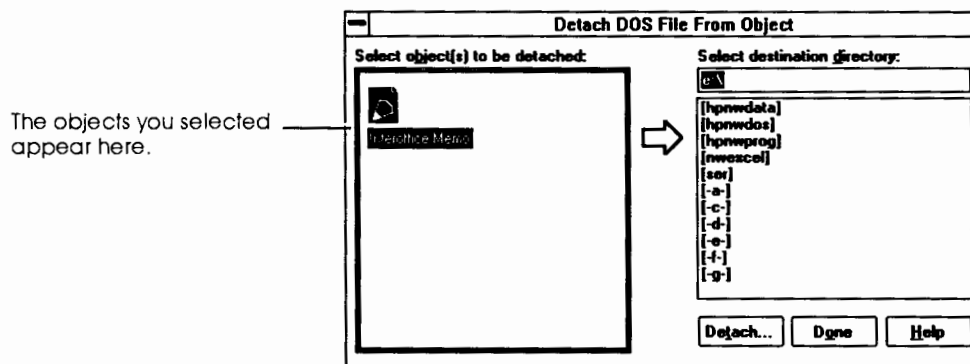 Detach DOS File From Object
Select object(s) to be detached:
Select destination directory:
c:\
The objects you selected
appear here.
Interoffice Memo
[hpnwdata]
[hpnwdos]
[hpnwprog]
[nwexcel]
[ser]
[-a-]
[-c-]
[-d-]
[-e-]
[-f-]
[-g-]
Detach...
Done
Help